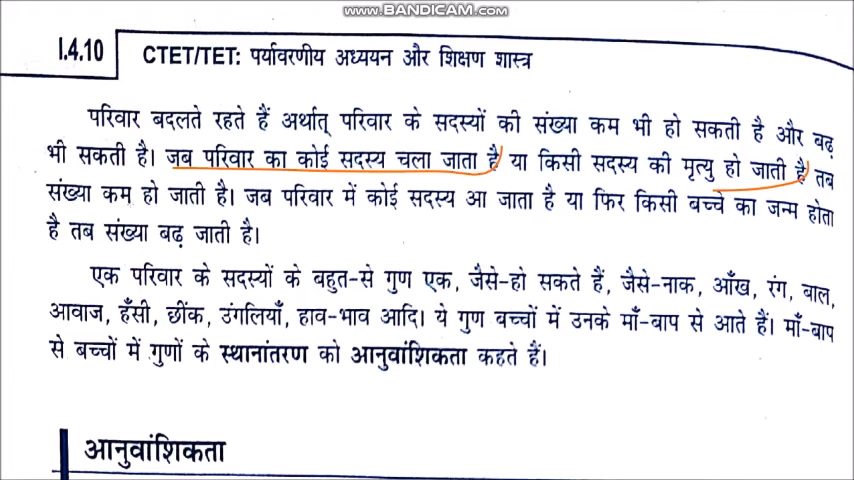 WWW.BANDICAM.COM
I.4.10
CTET/TET: पर्यावरणीय अध्ययन और शिक्षण शास्त्र
परिवार बदलते रहते हैं अर्थात् परिवार के सदस्यों की संख्या कम भी हो सकती है और बढ़
भी सकती है। जब परिवार का कोई सदस्य चला जाता है या किसी सदस्य की मृत्यु हो जाती है तब
संख्या कम हो जाती है। जब परिवार में कोई सदस्य आ जाता है या फिर किसी बच्चे का जन्म होता
है तब संख्या बढ़ जाती है।
एक परिवार के सदस्यों के बहुत-से गुण एक, जैसे-हो सकते हैं, जैसे-नाक, आँख, रंग, बाल,
आवाज, हँसी, छींक, उंगलियाँ, हाव-भाव आदि। ये गुण बच्चों में उनके माँ-बाप से आते हैं। माँ-बाप
से बच्चों में गुणों के स्थानांतरण को आनुवांशिकता कहते हैं।
आनुवांशिकता